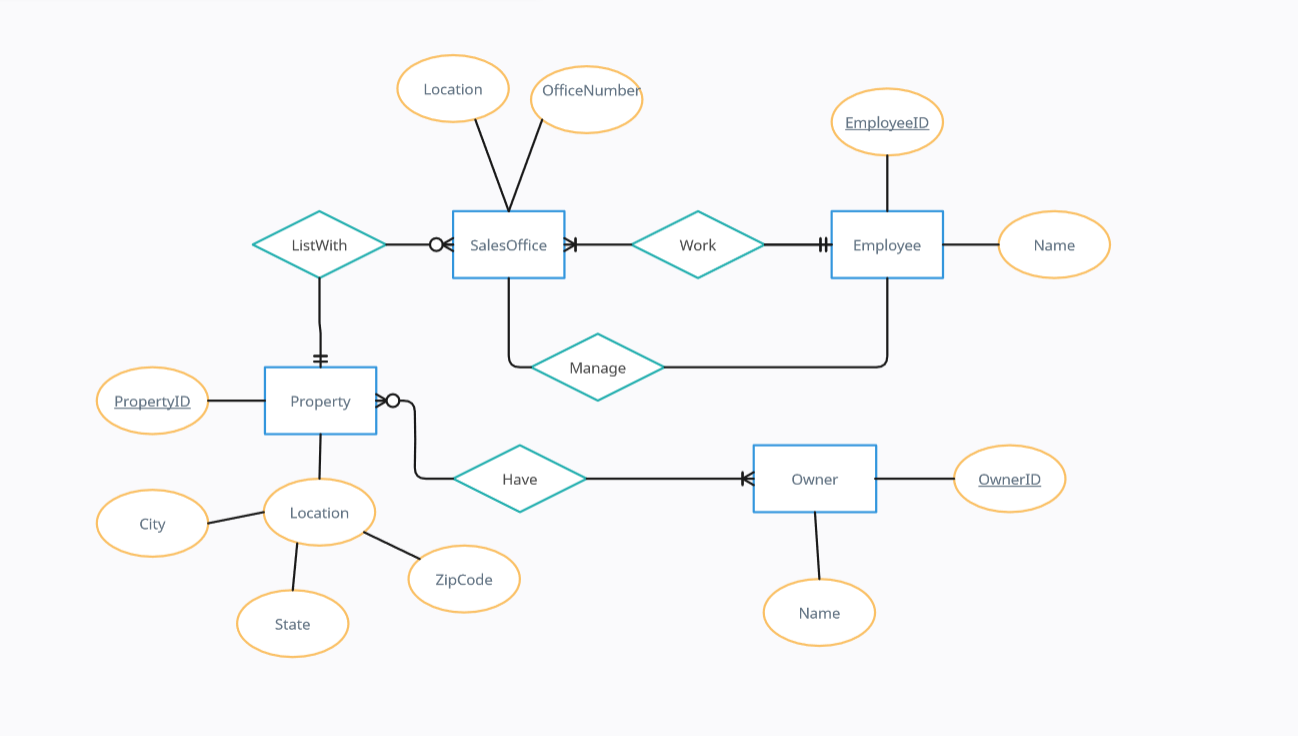 Location
OfficeNumber
EmployeeID
ListWith
SalesOffice
Work
Employee
Name
Manage
PropertyID
Property
Have
Owner
OwnerID
City
Location
ZipCode
State
Name